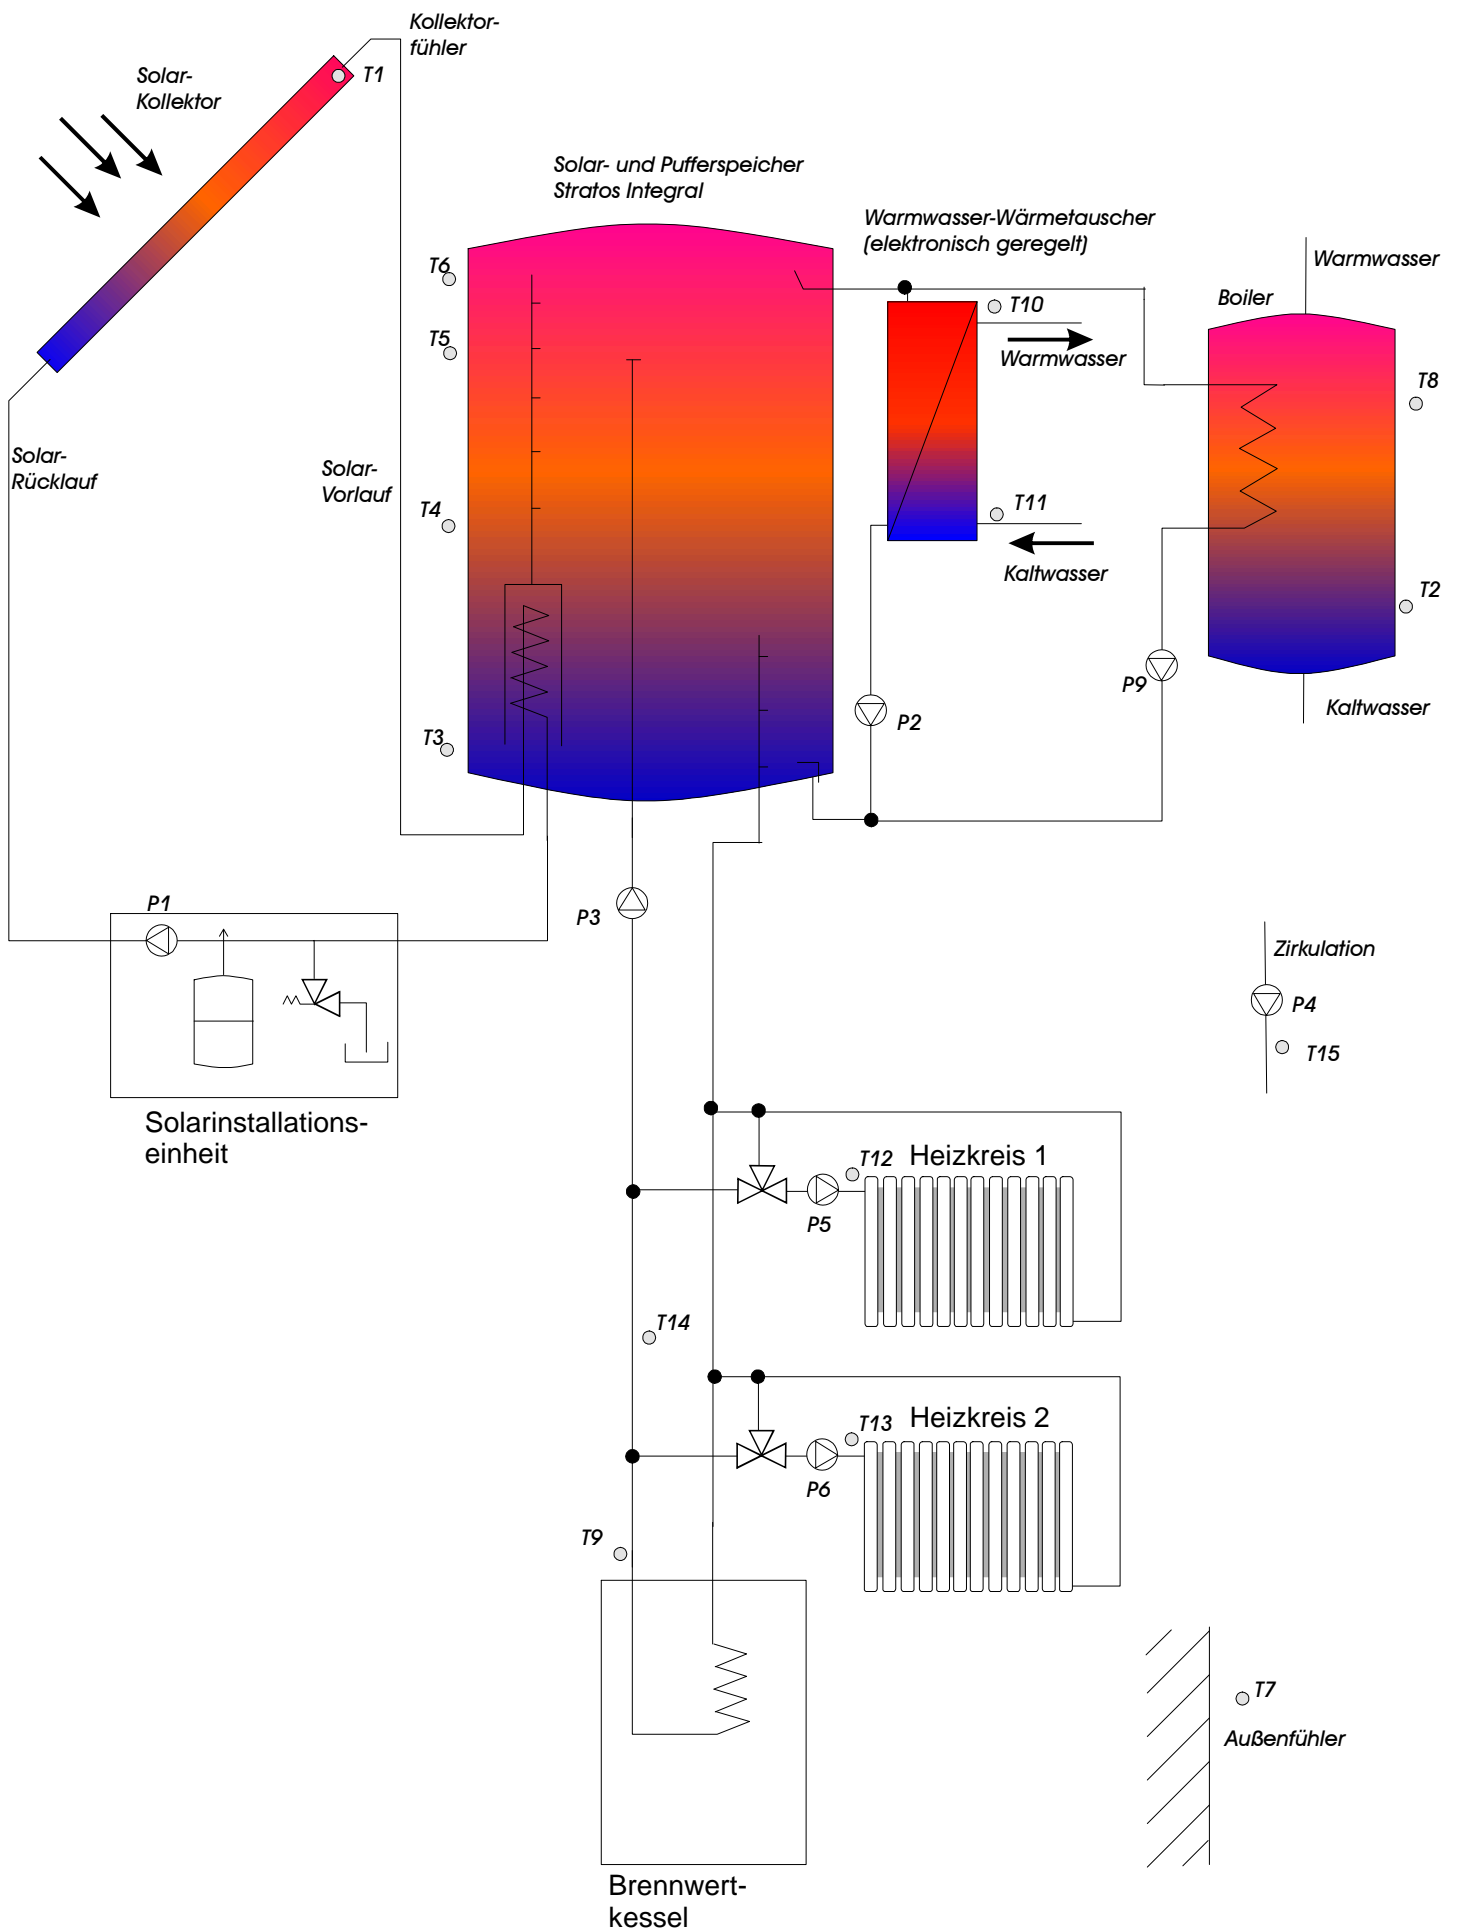 Kollektor-
fühler
T1
Solar-
Kollektor
Solar- und Pufferspeicher
Stratos Integral
Warmwasser-Wärmetauscher
(elektronisch geregelt)
Warmwasser
T6
T10
Boiler
T5
Warmwasser
T8
Solar-
Rücklauf
Solar-
Vorlauf
T4
T11
Kaltwasser
T2
P9
Kaltwasser
T3
P2
P1
P3
Zirkulation
P4
T15
Solarinstallations-
einheit
T12
Heizkreis 1
P5
T14
T13
Heizkreis 2
P6
T9
T7
Außenfühler
Brennwert-
kessel